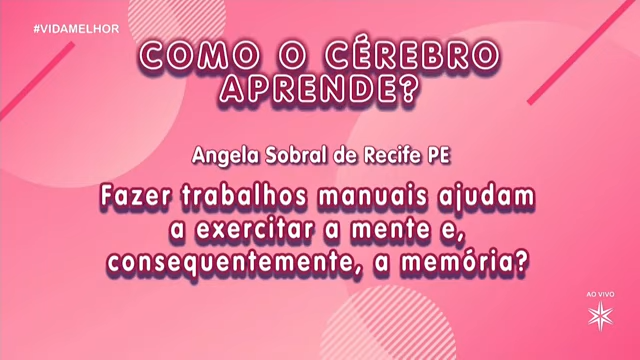 #VIDAMELHOR
COMO O CÉREBRO
APRENDE?
Angela Sobral de Recife PE
Fazer trabalhos manuais ajudam
a exercitar a mente e,
consequentemente, a memória?
AO VIVO